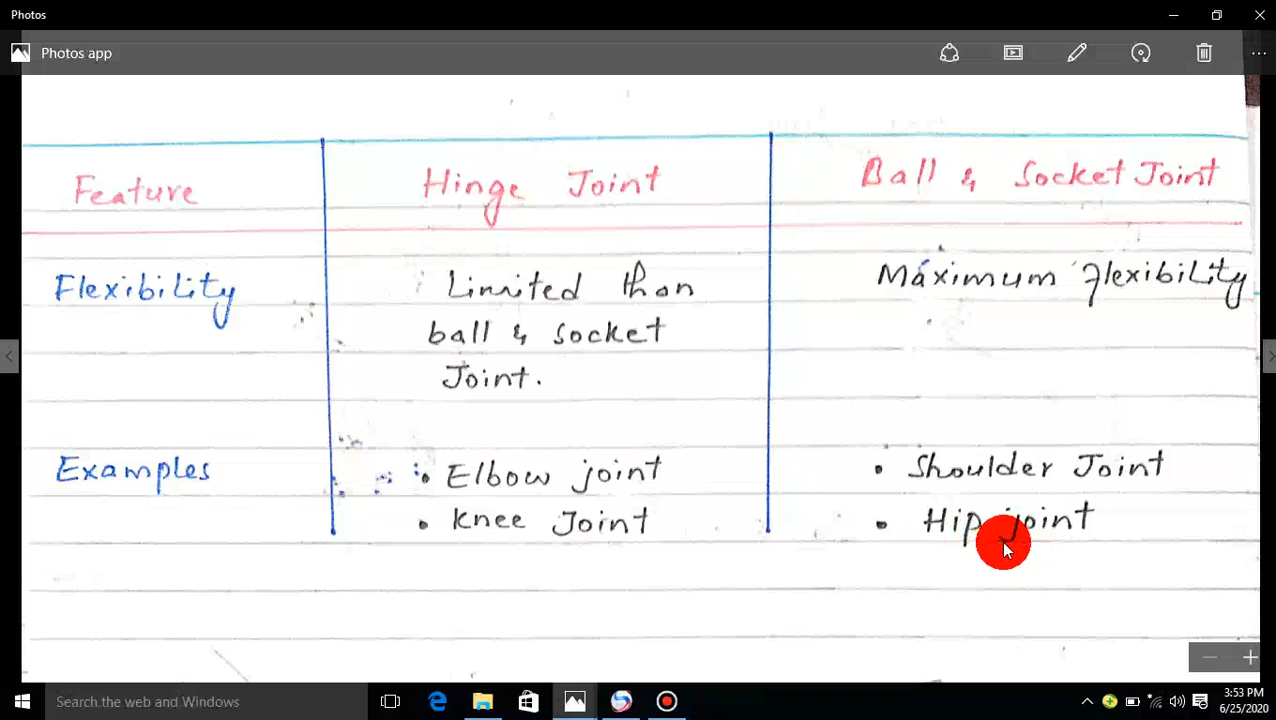 Photos
Photos app
Feature
Hinge Joint
Ball & Socket Joint
Flexibility
Limited than
ball & socket
Joint.
Maximum flexibility
Examples
• Elbow joint
• Knee Joint
• Shoulder Joint
• Hip joint
Search the web and Windows
3:53 PM
6/25/2020